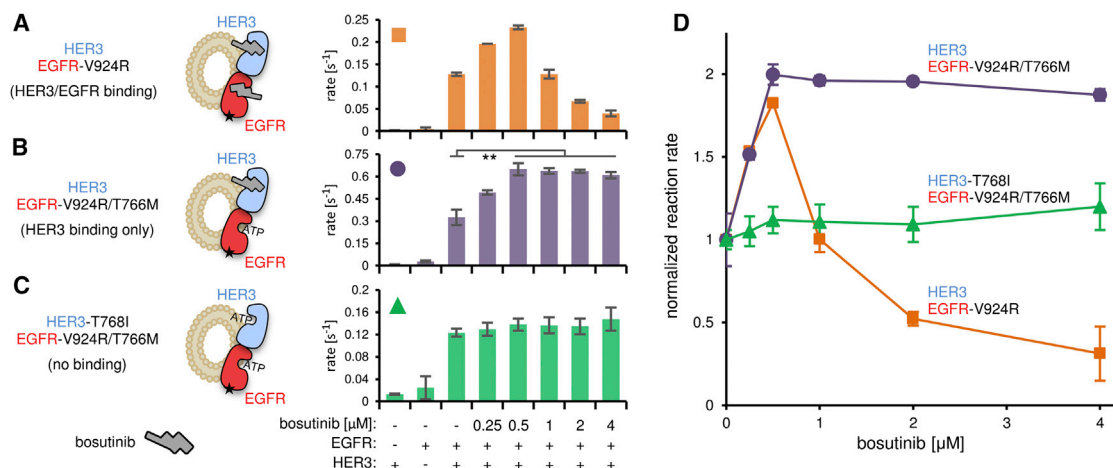 A
HER3
EGFR-V924R
(HER3/EGFR binding)
HER3
EGFR
rate [s-1]
0.25
0.2
0.15
0.1
0.05
0
B
HER3
EGFR-V924R/T766M
(HER3 binding only)
HER3
ATP
EGFR
rate [s-1]
0.75
0.6
0.45
0.3
0.15
0
**
C
HER3-T768I
EGFR-V924R/T766M
(no binding)
HER3
ATP
ATP
EGFR
rate [s-1]
0.2
0.16
0.12
0.08
0.04
0
bosutinib
bosutinib [μM]: - - - 0.25 0.5 1 2 4
EGFR: - + + + + + + +
HER3: + - + + + + + +
D
normalized reaction rate
2
1.5
1
0.5
0
HER3
EGFR-V924R/T766M
HER3-T768I
EGFR-V924R/T766M
HER3
EGFR-V924R
0 1 2 3 4
bosutinib [μM]